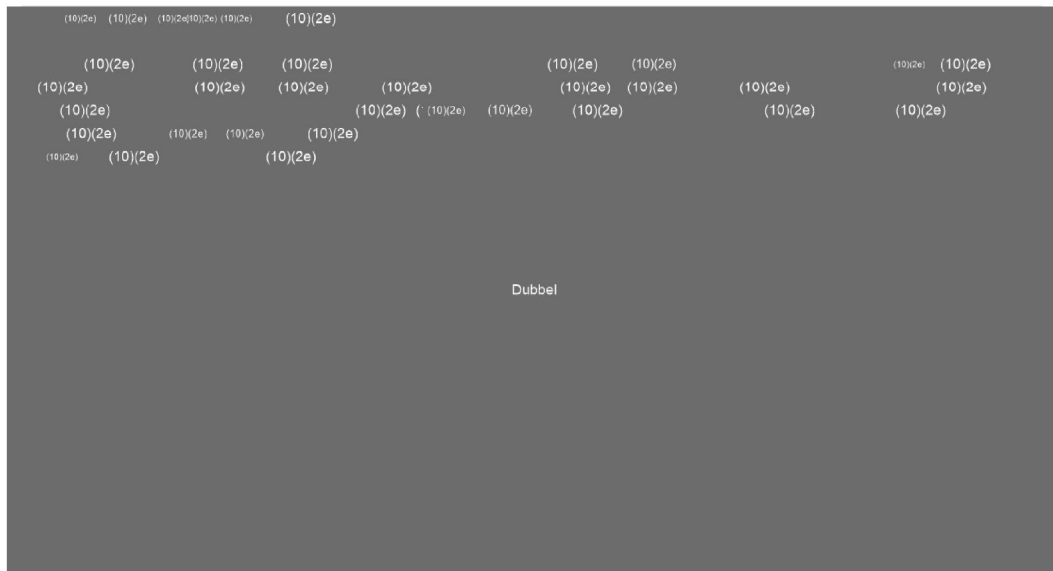 (10)(2e) (10)(2e) (10)(2e(10)(2e) (10)(2e) (10)(2e)
(10)(2e) (10)(2e) (10)(2e) (10)(2e) (10)(2e) (10)(2e) (10)(2e)
(10)(2e) (10)(2e) (10)(2e) (10)(2e) (10)(2e) (10)(2e) (10)(2e) (10)(2e)
(10)(2e) (10)(2e) ( (10)(2e) (10)(2e) (10)(2e) (10)(2e) (10)(2e)
(10)(2e) (10)(2e) (10)(2e) (10)(2e)
(10)(2e) (10)(2e) (10)(2e)
Dubbel